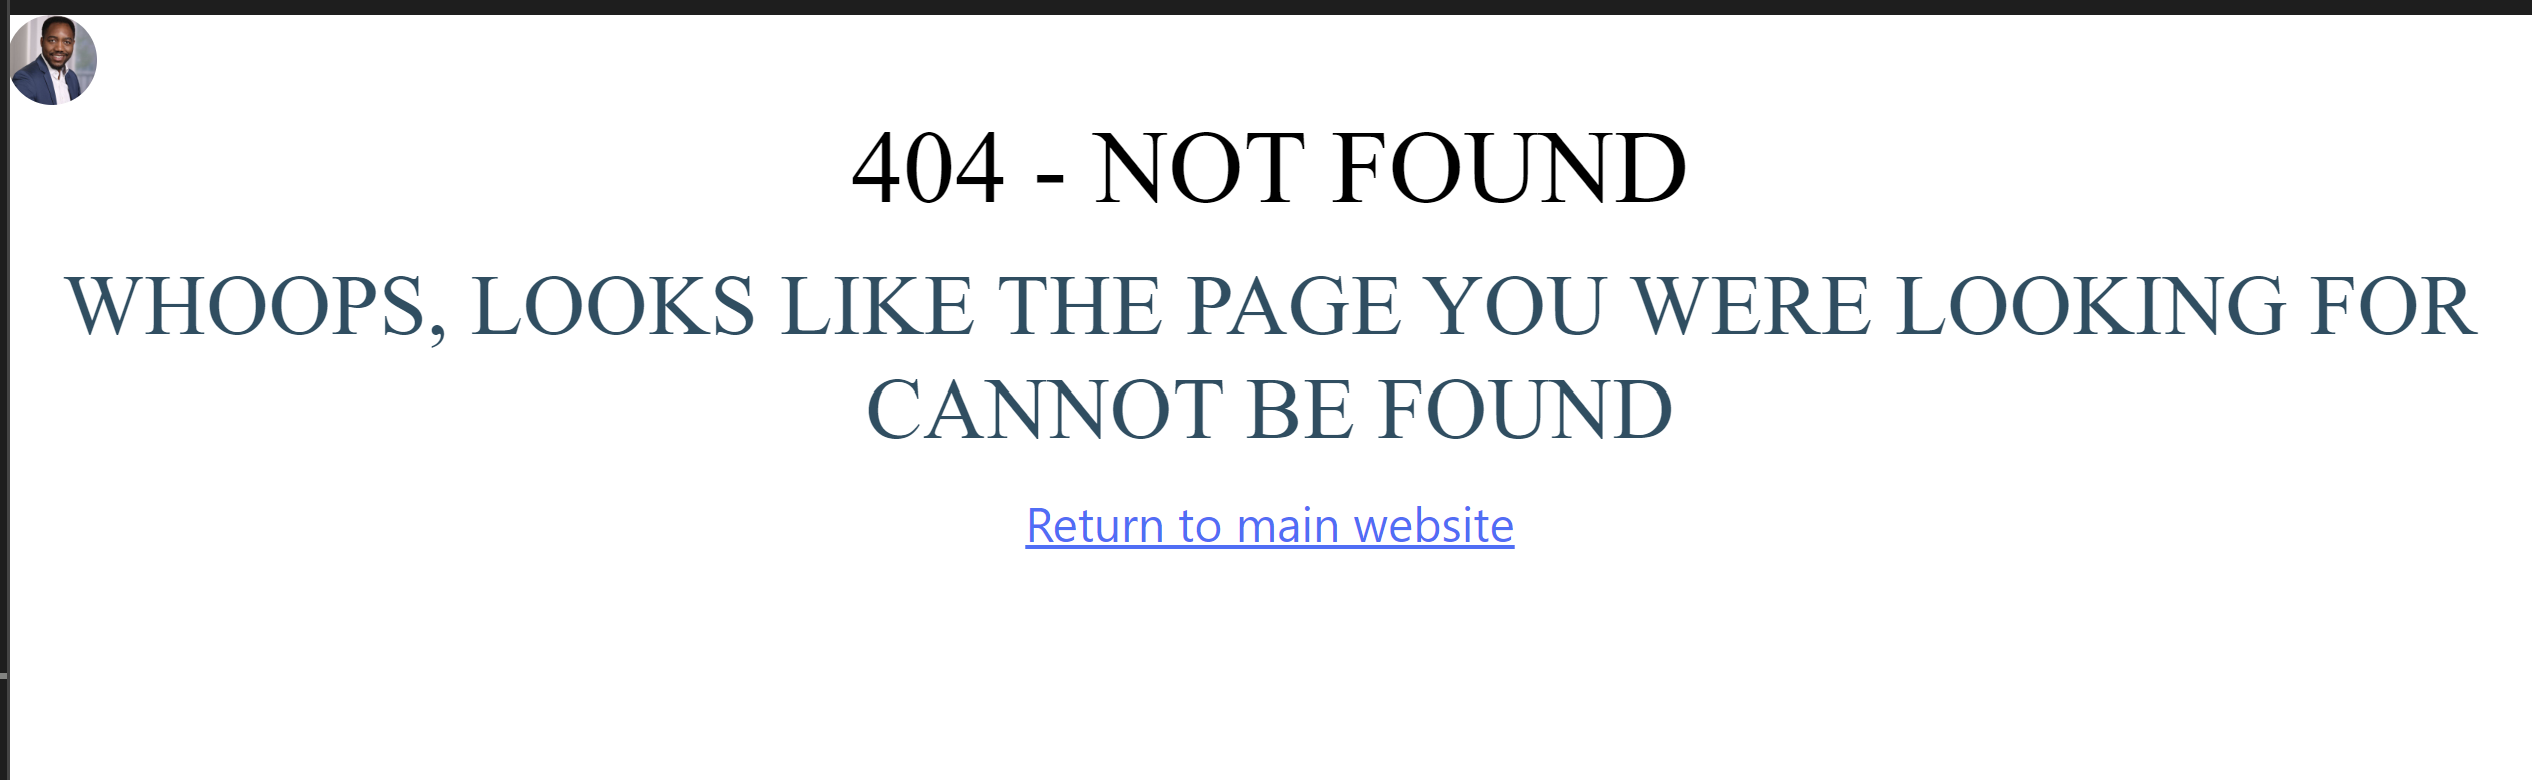 404 - NOT FOUND
WHOOPS, LOOKS LIKE THE PAGE YOU WERE LOOKING FOR
CANNOT BE FOUND
Return to main website